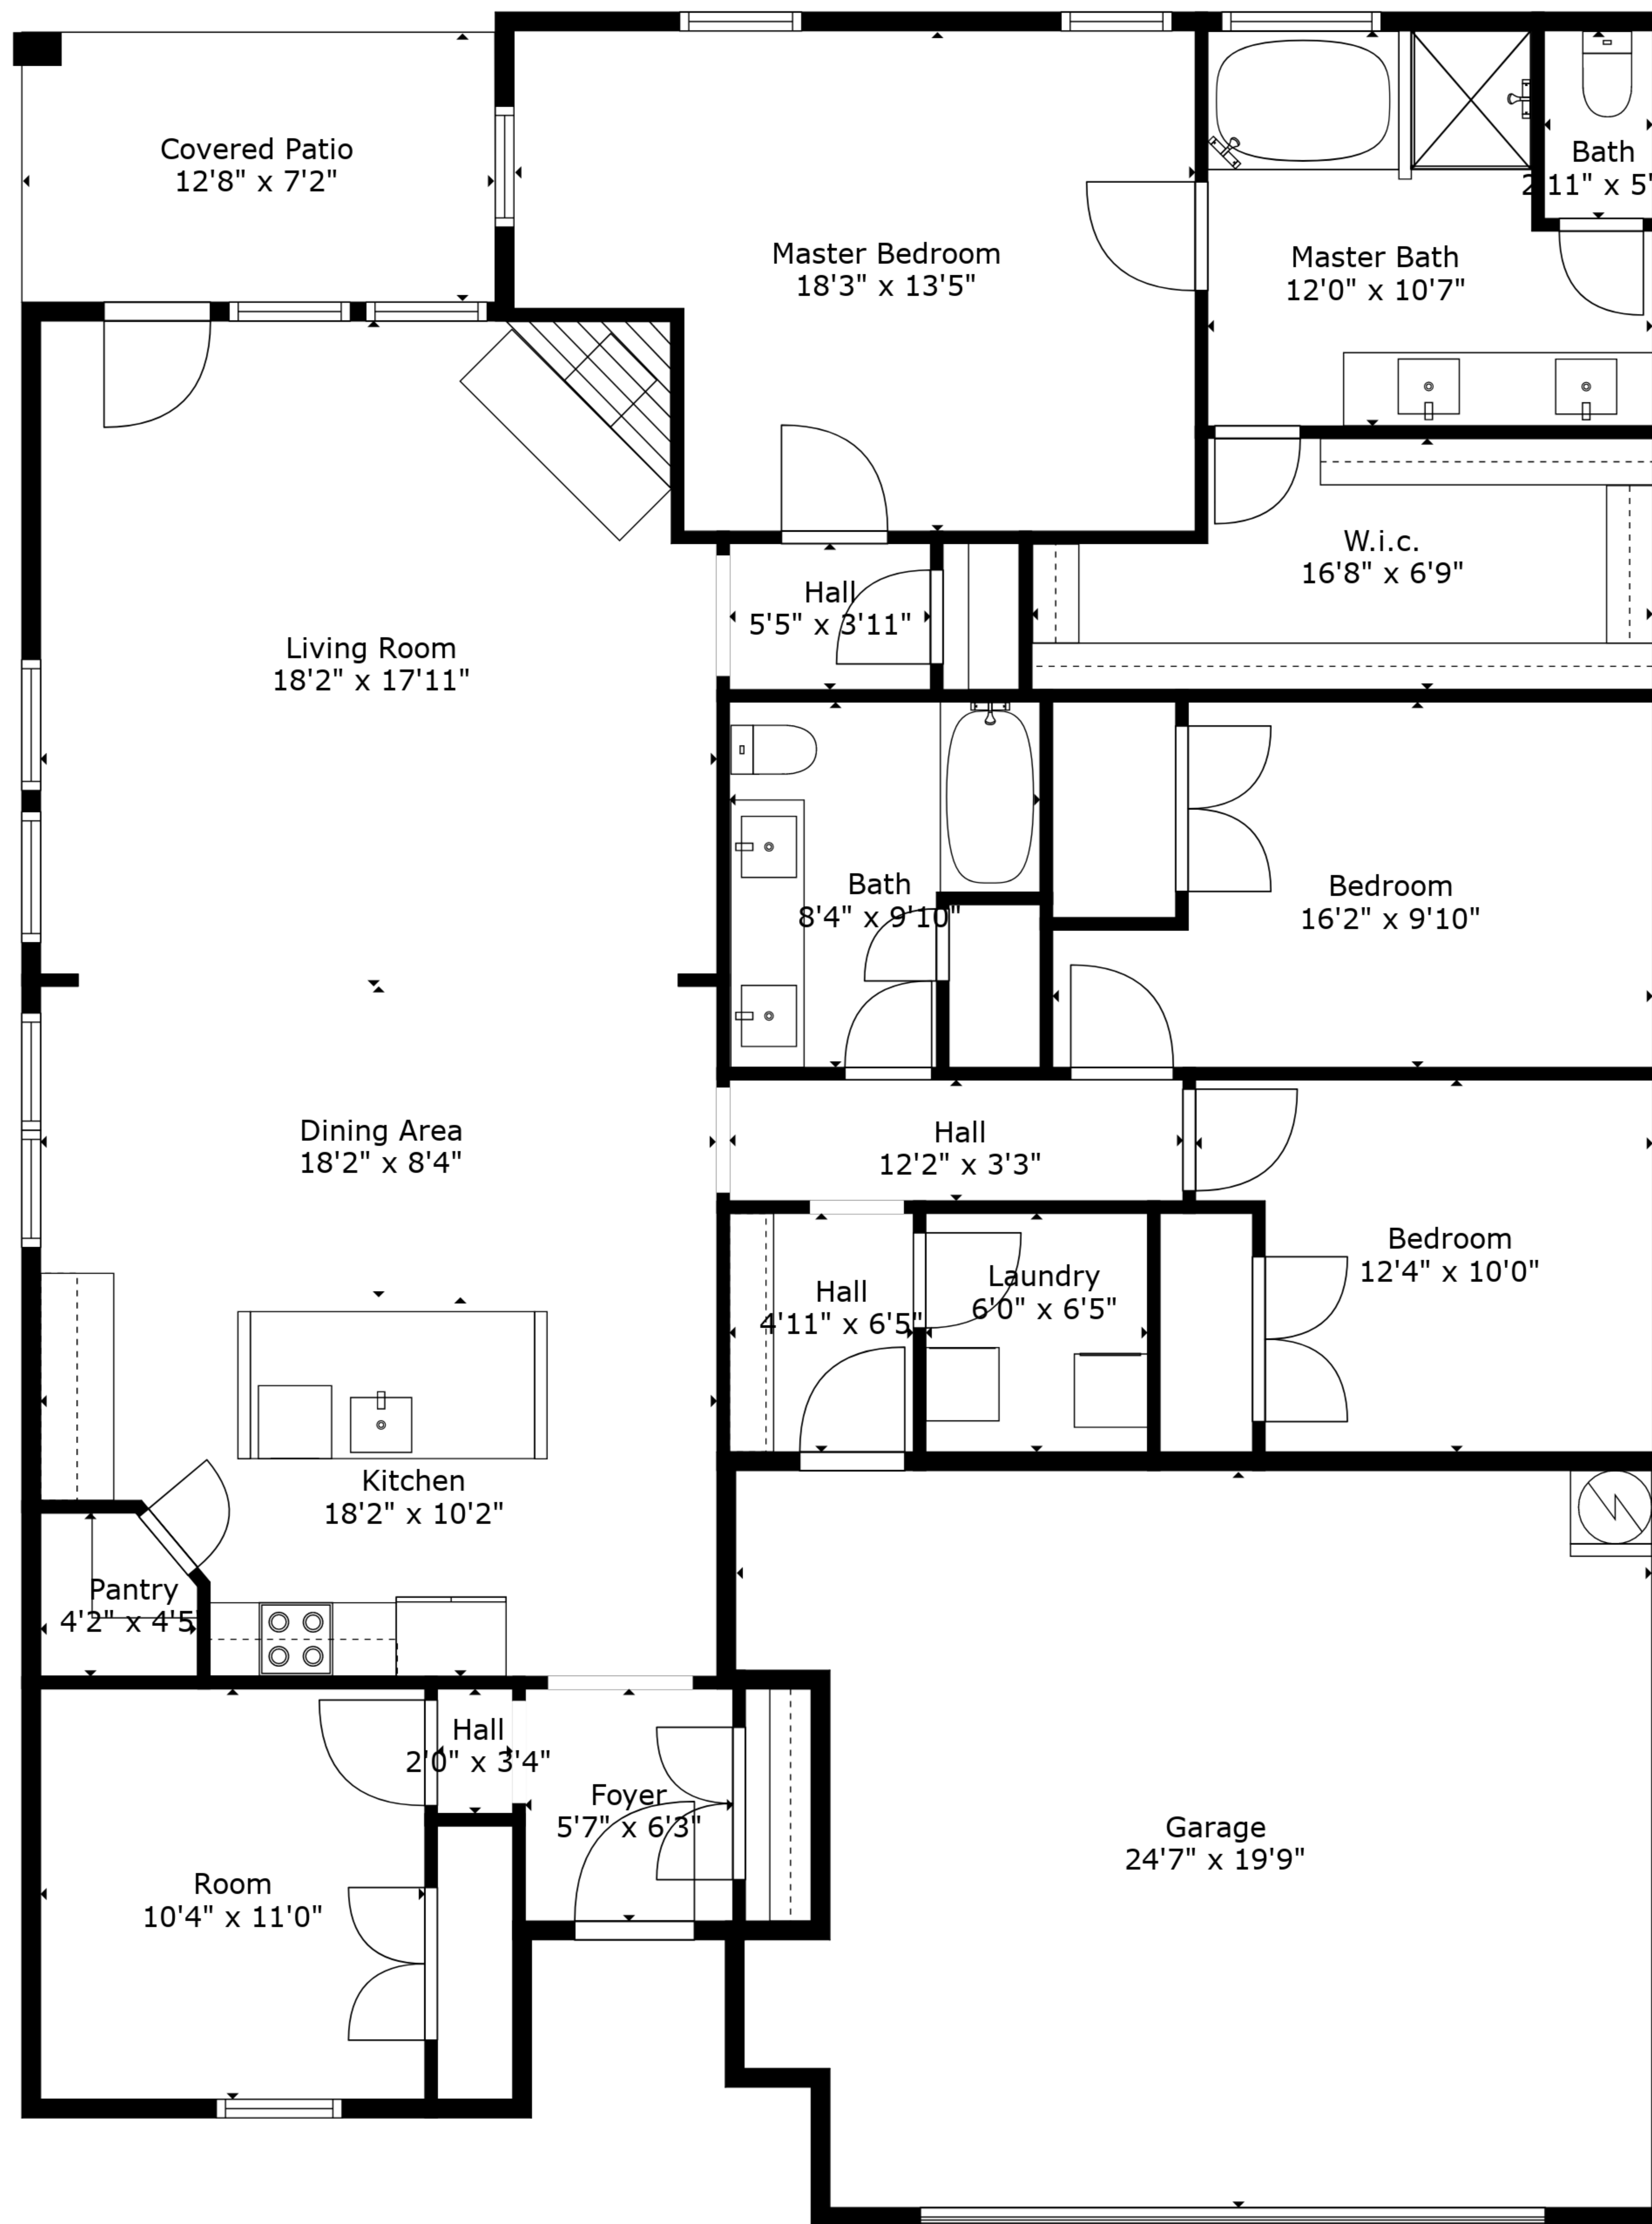 Covered Patio
12'8" x 7'2"
Bath
2'11" x 5'
Master Bedroom
18'3" x 13'5"
Master Bath
12'0" x 10'7"
W.i.c.
16'8" x 6'9"
Hall
5'5" x 3'11"
Living Room
18'2" x 17'11"
Bath
8'4" x 9'10"
Bedroom
16'2" x 9'10"
Dining Area
18'2" x 8'4"
Hall
12'2" x 3'3"
Bedroom
12'4" x 10'0"
Hall
4'11" x 6'5"
Laundry
6'0" x 6'5"
Kitchen
18'2" x 10'2"
Pantry
4'2" x 4'5
Hall
2'0" x 3'4"
Foyer
5'7" x 6'3"
Garage
24'7" x 19'9"
Room
10'4" x 11'0"